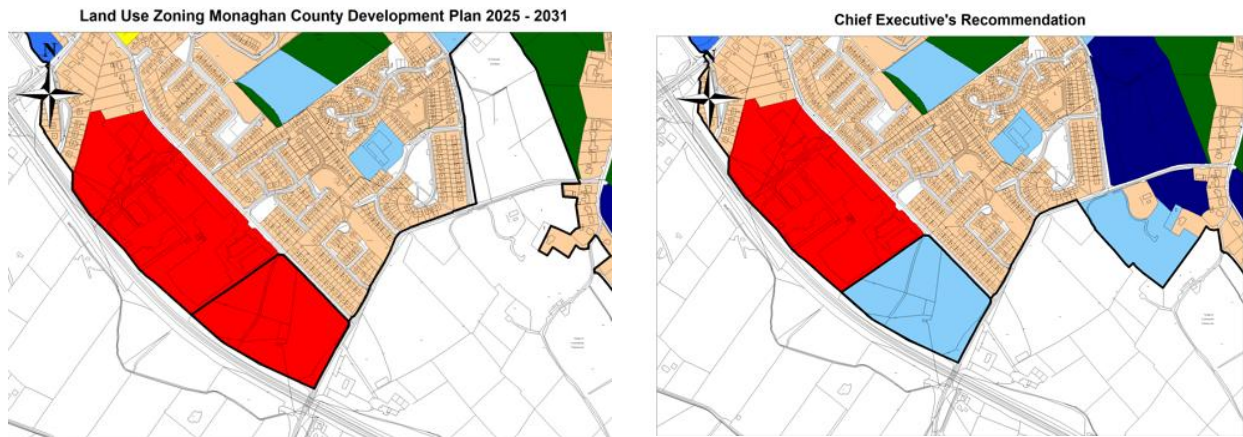 Land Use Zoning Monaghan County Development Plan 2025 - 2031
Chief Executive's Recommendation
N